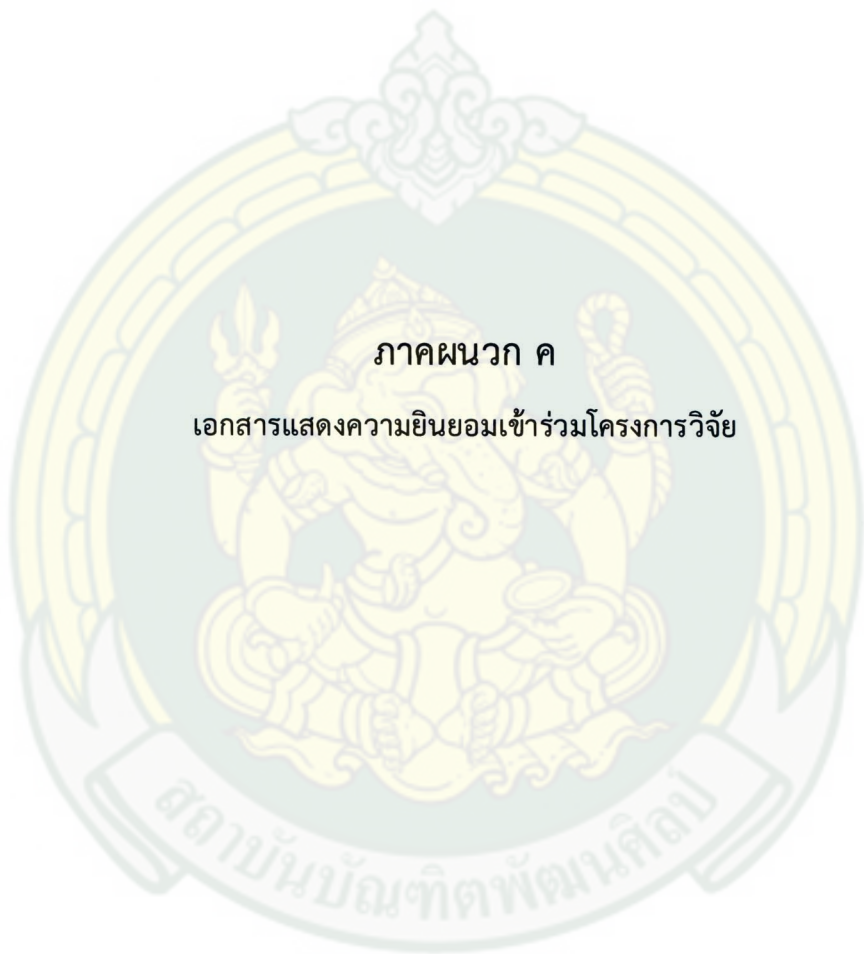 ภาคผนวก ค
เอกสารแสดงความยินยอมเข้าร่วมโครงการวิจัย
สถาบันบัณฑิตพัฒนศิลป์